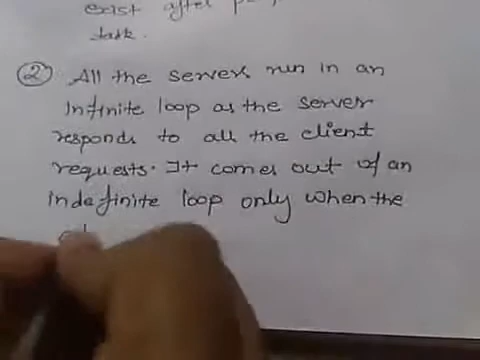 exist after
task.
② All the servers run in an
infinite loop as the server
responds to all the client
requests. It comes out of an
indefinite loop only when the